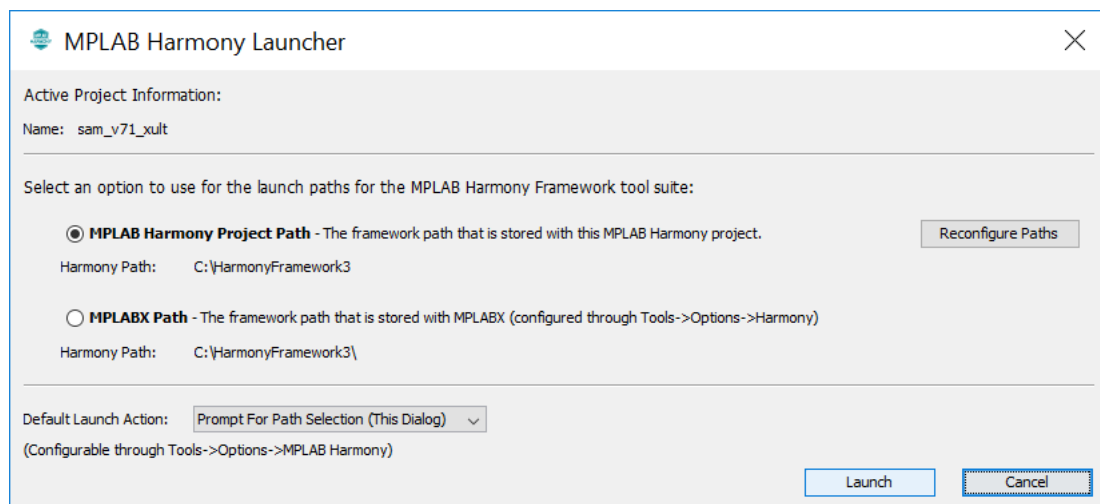 MPLAB Harmony Launcher
Active Project Information:
Name: sam_v71_xult
Select an option to use for the launch paths for the MPLAB Harmony Framework tool suite:
MPLAB Harmony Project Path - The framework path that is stored with this MPLAB Harmony project.
Reconfigure Paths
Harmony Path: C:\HarmonyFramework3
MPLABX Path - The framework path that is stored with MPLABX (configured through Tools->Options->Harmony)
Harmony Path: C:\HarmonyFramework3\
Default Launch Action: Prompt For Path Selection (This Dialog)
(Configurable through Tools->Options->MPLAB Harmony)
Launch Cancel